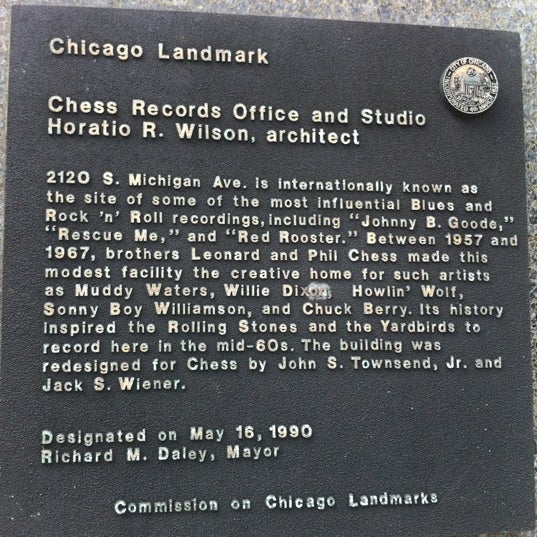 Chicago Landmark
Chess Records Office and Studio
Horatio R. Wilson, architect
2120 S. Michigan Ave. is internationally known as
the site of some of the most influential Blues and
Rock 'n' Roll recordings, including "Johnny B. Goode,"
"Rescue Me," and "Red Rooster." Between 1957 and
1967, brothers Leonard and Phil Chess made this
modest facility the creative home for such artists
as Muddy Waters, Willie Dixon, Howlin' Wolf,
Sonny Boy Williamson, and Chuck Berry. Its history
inspired the Rolling Stones and the Yardbirds to
record here in the mid-60s. The building was
redesigned for Chess by John S. Townsend, Jr. and
Jack S. Wiener.
Designated on May 16, 1990
Richard M. Daley, Mayor
Commission on Chicago Landmarks
CITY OF CHICAGO